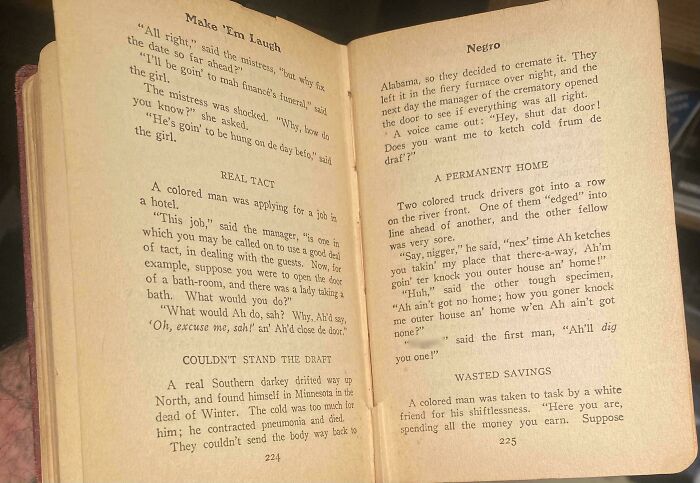 Make 'Em Laugh
"All right," said the mistress, "but why fix
the date so far ahead?"
"I'll be goin' to mah finance's funeral," said
the girl.
The mistress was shocked. "Why, how do
you know?" she asked.
"He's goin' to be hung on de day befo'," said
the girl.
REAL TACT
A colored man was applying for a job in
a hotel.
"This job," said the manager, "is one in
which you may be called on to use a good deal
of tact, in dealing with the guests. Now, for
example, suppose you were to open the door
of a bath-room, and there was a lady taking a
bath. What would you do?"
"What would Ah do, sah? Why, Ah'd say,
'Oh, excuse me, sah!' an' Ah'd close de door."
COULDN'T STAND THE DRAFT
A real Southern darkey drifted way up
North, and found himself in Minnesota in the
dead of Winter. The cold was too much for
him; he contracted pneumonia and died.
They couldn't send the body way back to
224
Negro
Alabama, so they decided to cremate it. They
left it in the fiery furnace over night, and the
next day the manager of the crematory opened
the door to see if everything was all right.
A voice came out: "Hey, shut dat door!
Does you want me to ketch cold frum de
draf'?"
A PERMANENT HOME
Two colored truck drivers got into a row
on the river front. One of them "edged" into
line ahead of another, and the other fellow
was very sore.
"Say, nigger," he said, "nex' time Ah ketches
you takin' my place that there-a-way, Ah'm
goin' ter knock you outer house an' home!"
"Huh," said the other tough specimen,
"Ah ain't got no home; how you goner knock
me outer house an' home w'en Ah ain't got
none?"
" " said the first man, "Ah'll dig
you one!"
WASTED SAVINGS
A colored man was taken to task by a white
friend for his shiftlessness. "Here you are,
spending all the money you earn. Suppose
225